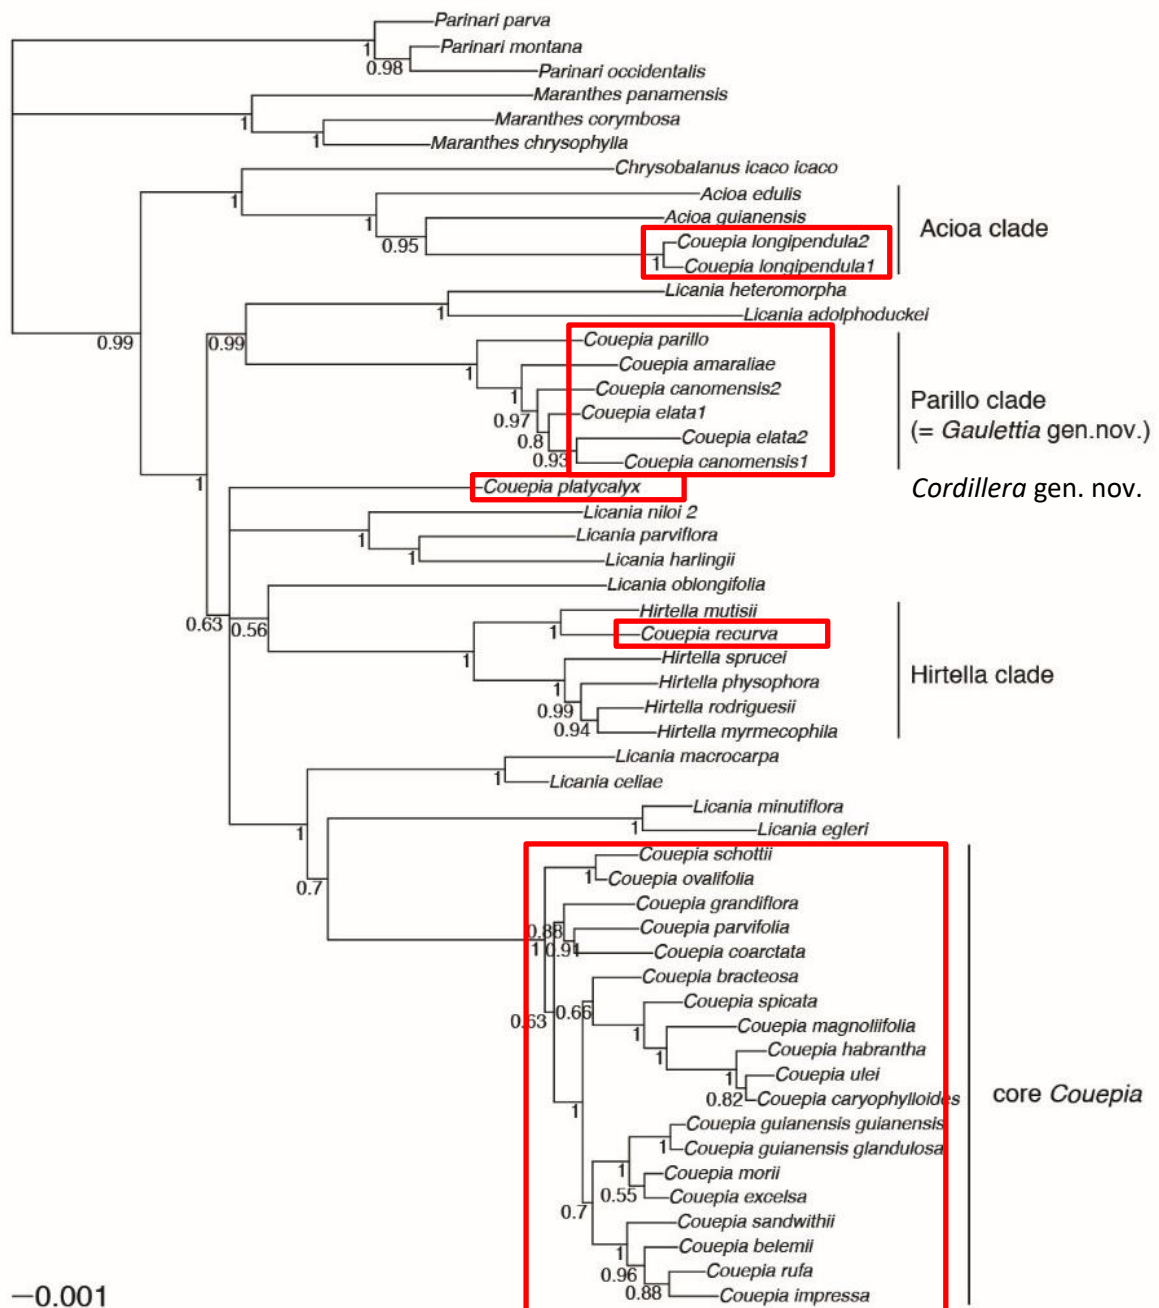 Parinari parva
1
Parinari montana
0.98
Parinari occidentalis
Maranthes panamensis
1
Maranthes corymbosa
1
Maranthes chrysophylla
Chrysobalanus icaco icaco
1
Acioa edulis
1
Acioa guianensis
0.95
Couepia longipendula2
1
Couepia longipendula1
Acioa clade
Licania heteromorpha
1
Licania adolphoduckei
0.99
0.99
Couepia parillo
1
Couepia amaraliae
1
Couepia canomensis2
0.97
Couepia elata1
0.8
Couepia elata2
0.93
Couepia canomensis1
Parillo clade
(= Gaulettia gen.nov.)
1
Couepia platycalyx
Cordillera gen. nov.
Licania niloi 2
1
Licania parviflora
1
Licania harlingii
Licania oblongifolia
0.63
0.56
Hirtella mutisii
1
Couepia recurva
1
Hirtella sprucei
1
Hirtella physophora
0.99
Hirtella rodriguesii
0.94
Hirtella myrmecophila
Hirtella clade
Licania macrocarpa
1
Licania celiae
1
Licania minutiflora
1
Licania egleri
0.7
Couepia schottii
1
Couepia ovalifolia
Couepia grandiflora
0.88
Couepia parvifolia
1
0.91
Couepia coarctata
Couepia bracteosa
0.63
0.66
Couepia spicata
1
Couepia magnoliifolia
1
Couepia habrantha
1
Couepia ulei
0.82
Couepia caryophylloides
1
core Couepia
Couepia guianensis guianensis
1
Couepia guianensis glandulosa
1
Couepia morii
0.55
Couepia excelsa
0.7
Couepia sandwithii
1
Couepia belemii
0.96
Couepia rufa
0.88
Couepia impressa
0.001